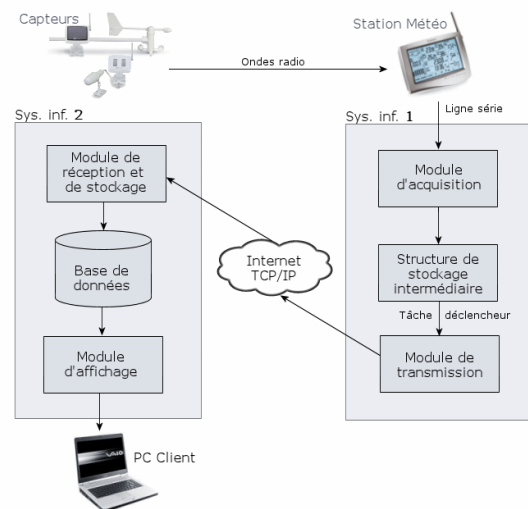 Capteurs
Station Météo
Ondes radio
Ligne série
Sys. inf. 2
Sys. inf. 1
Module de
réception et
de stockage
Module
d'acquisition
Internet
TCP/IP
Base de
données
Structure de
stockage
intermédiaire
Tâche déclencheur
Module
d'affichage
Module de
transmission
PC Client